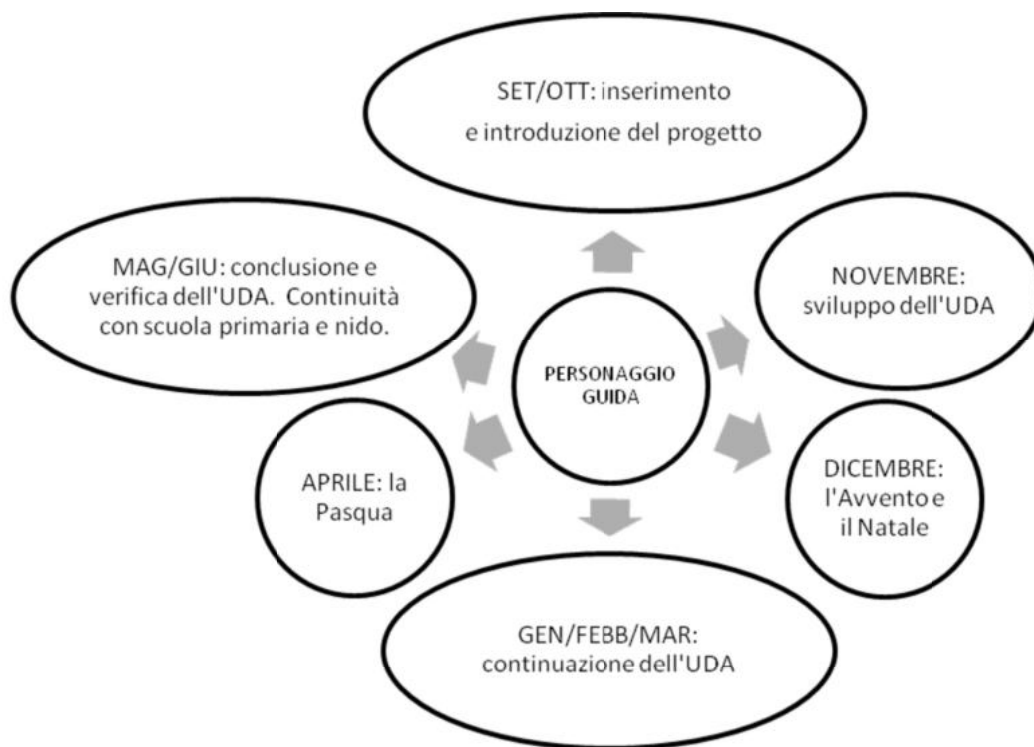 SET/OTT: inserimento
e introduzione del progetto
MAG/GIU: conclusione e
verifica dell'UDA. Continuità
con scuola primaria e nido.
NOVEMBRE:
sviluppo dell'UDA
PERSONAGGIO
GUIDA
APRILE: la
Pasqua
DICEMBRE:
l'Avvento e
il Natale
GEN/FEBB/MAR:
continuazione dell'UDA